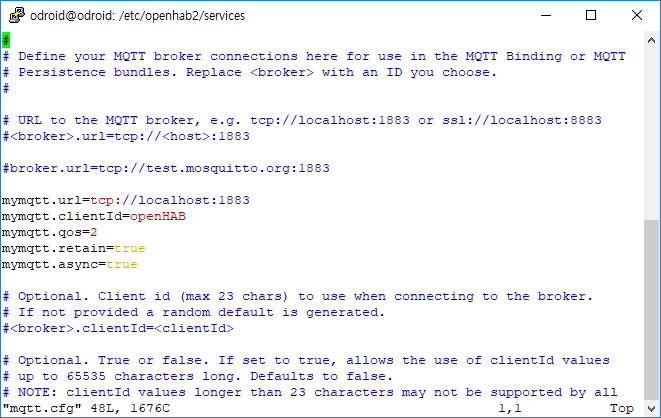 odroid@odroid: /etc/openhab2/services
#
# Define your MQTT broker connections here for use in the MQTT Binding or MQTT
# Persistence bundles. Replace <broker> with an ID you choose.
#
# URL to the MQTT broker, e.g. tcp://localhost:1883 or ssl://localhost:8883
#<broker>.url=tcp://<host>:1883
#broker.url=tcp://test.mosquitto.org:1883
mymqtt.url=tcp://localhost:1883
mymqtt.clientId=openHAB
mymqtt.qos=2
mymqtt.retain=true
mymqtt.async=true
# Optional. Client id (max 23 chars) to use when connecting to the broker.
# If not provided a random default is generated.
#<broker>.clientId=<clientId>
# Optional. True or false. If set to true, allows the use of clientId values
# up to 65535 characters long. Defaults to false.
# NOTE: clientId values longer than 23 characters may not be supported by all
"mqtt.cfg" 48L, 1676C 1,1 Top